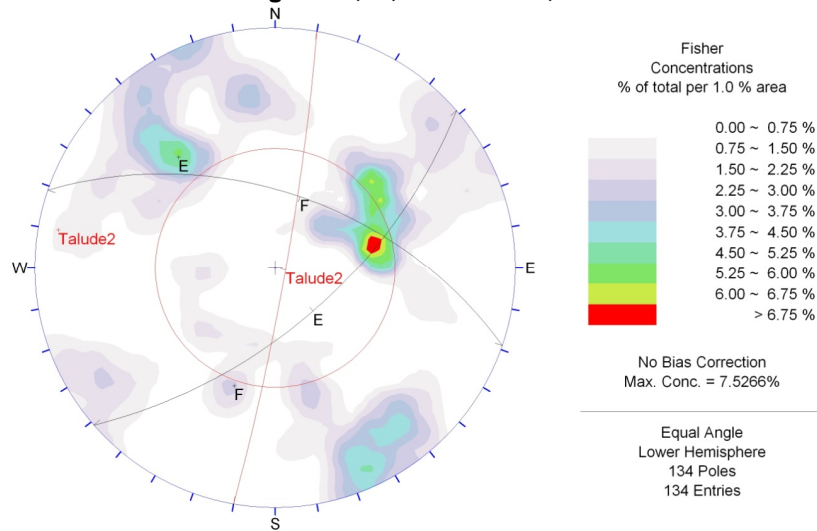 N
E
F
Talude2
W
Talude2
E
E
F
S
Fisher
Concentrations
% of total per 1.0 % area
0.00 ~ 0.75 %
0.75 ~ 1.50 %
1.50 ~ 2.25 %
2.25 ~ 3.00 %
3.00 ~ 3.75 %
3.75 ~ 4.50 %
4.50 ~ 5.25 %
5.25 ~ 6.00 %
6.00 ~ 6.75 %
> 6.75 %
No Bias Correction
Max. Conc. = 7.5266%
Equal Angle
Lower Hemisphere
134 Poles
134 Entries